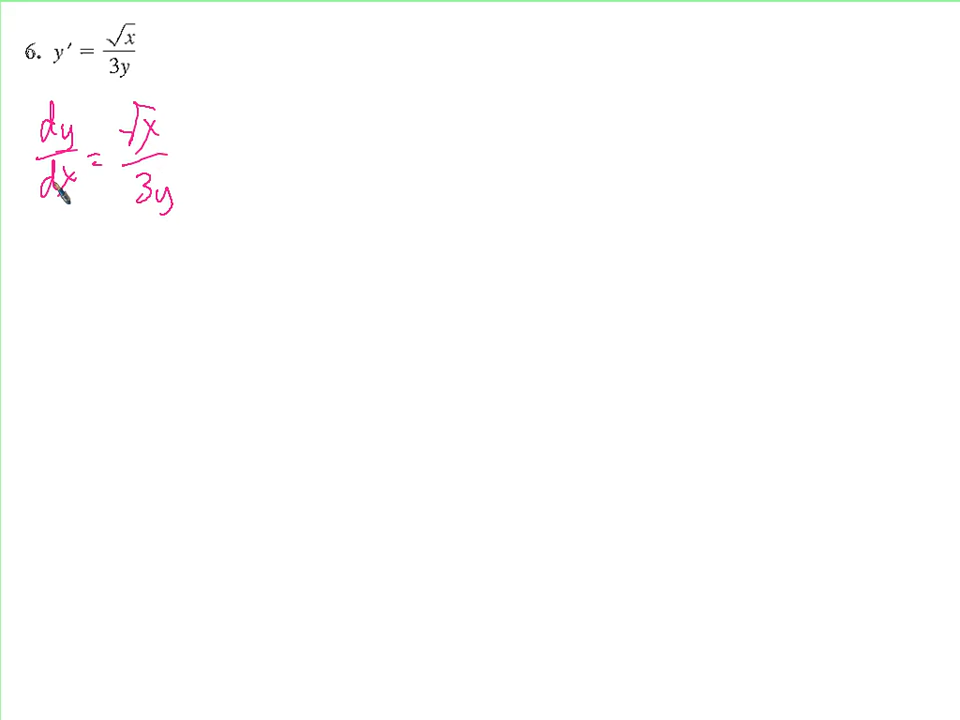 6. y′ = √x / 3y
dy/dx = √x / 3y